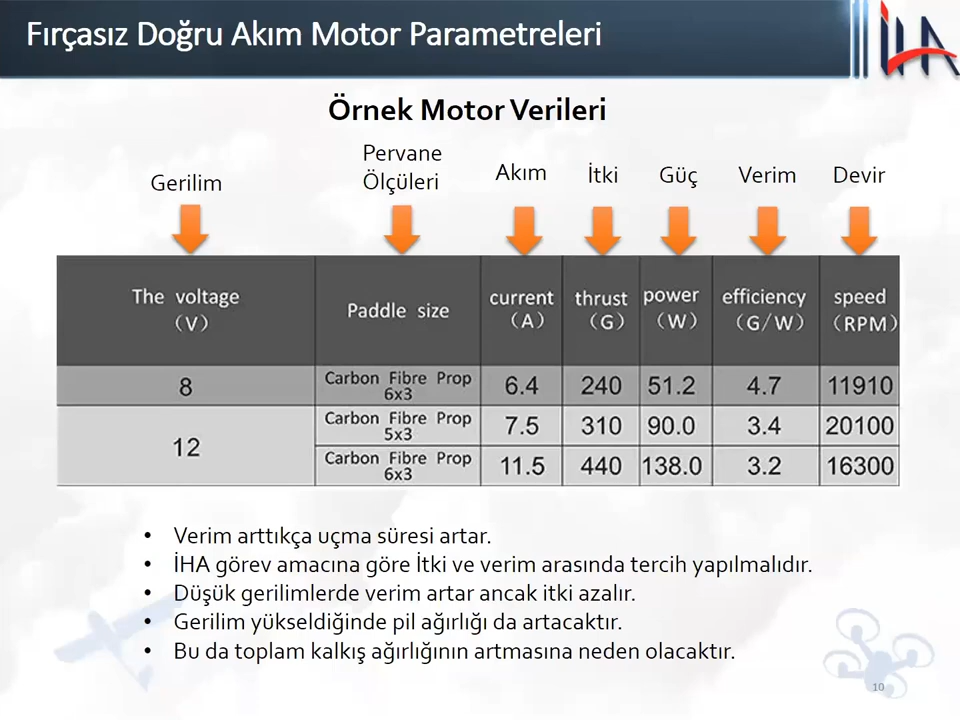 Fırçasız Doğru Akım Motor Parametreleri
İHA
Örnek Motor Verileri
Gerilim
Pervane
Ölçüleri
Akım
İtki
Güç
Verim
Devir
The voltage
(V)
Paddle size
current
(A)
thrust
(G)
power
(W)
efficiency
(G/W)
speed
(RPM)
8
Carbon Fibre Prop
6x3
6.4
240
51.2
4.7
11910
12
Carbon Fibre Prop
5x3
7.5
310
90.0
3.4
20100
Carbon Fibre Prop
6x3
11.5
440
138.0
3.2
16300
• Verim arttıkça uçma süresi artar.
• İHA görev amacına göre İtki ve verim arasında tercih yapılmalıdır.
• Düşük gerilimlerde verim artar ancak itki azalır.
• Gerilim yükseldiğinde pil ağırlığı da artacaktır.
• Bu da toplam kalkış ağırlığının artmasına neden olacaktır.
10